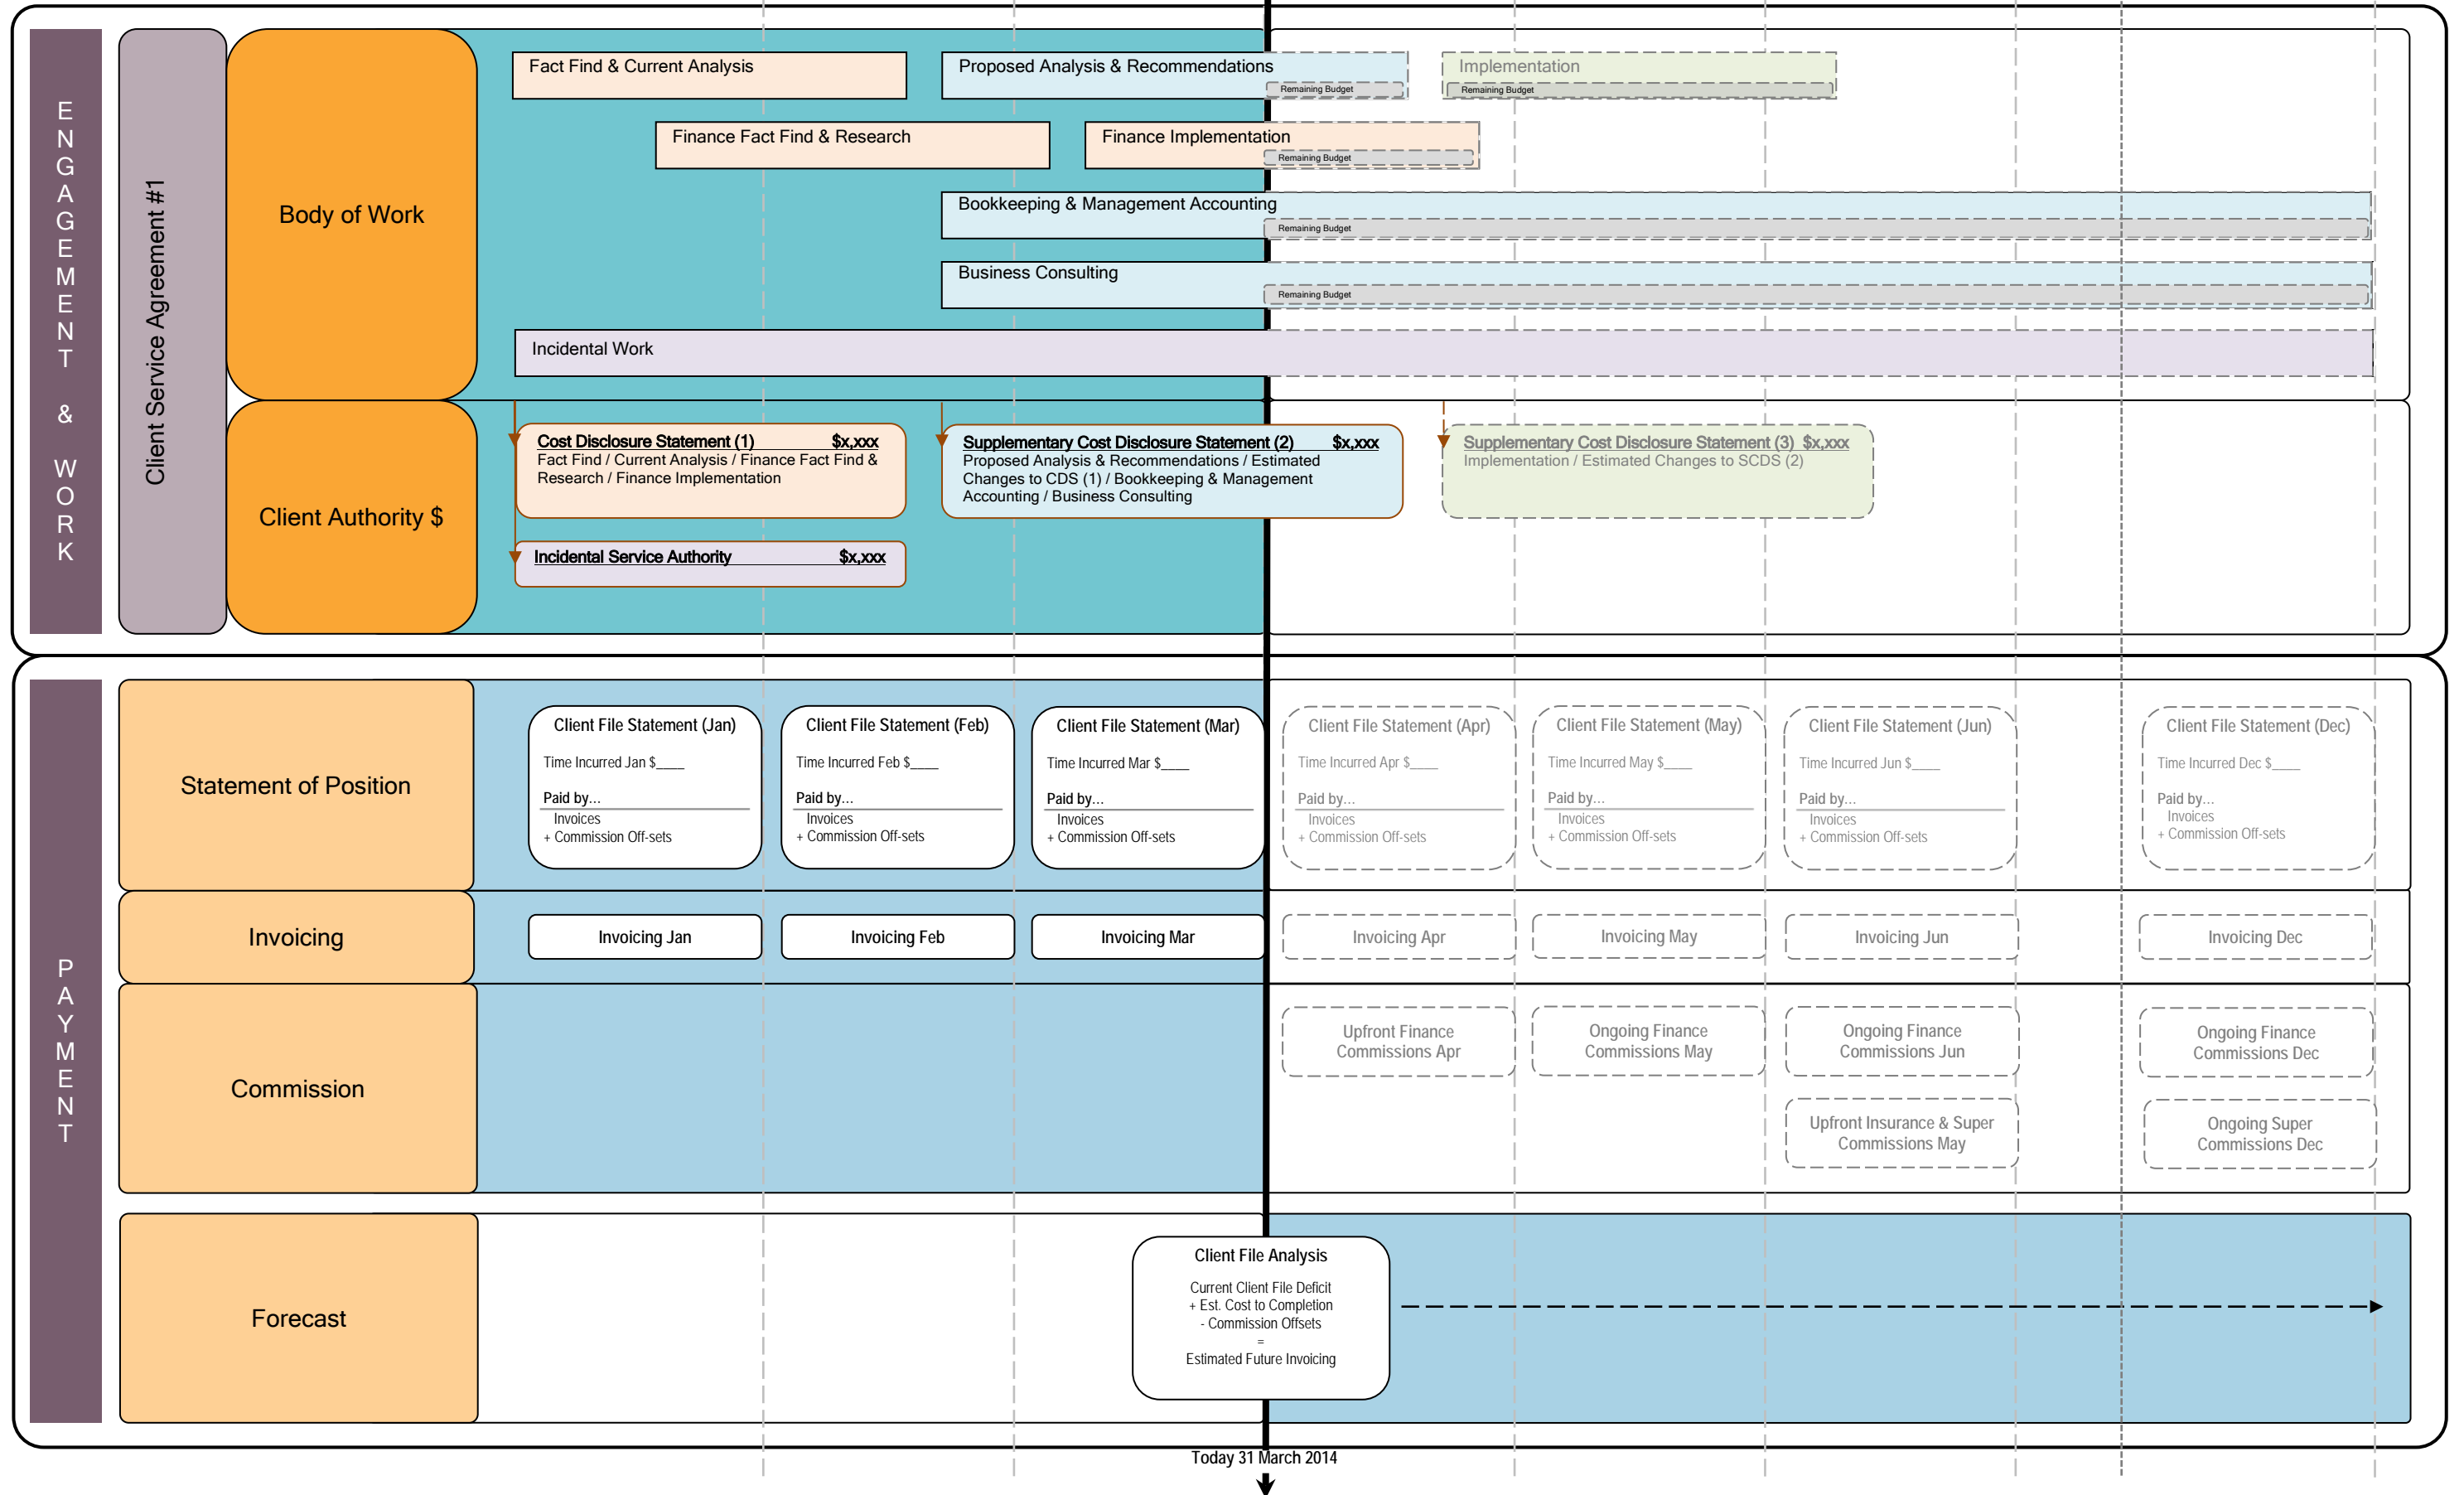 ENGAGEMENT & WORK
Client Service Agreement #1
Body of Work
Fact Find & Current Analysis
Proposed Analysis & Recommendations
Remaining Budget
Implementation
Remaining Budget
Finance Fact Find & Research
Finance Implementation
Remaining Budget
Bookkeeping & Management Accounting
Remaining Budget
Business Consulting
Remaining Budget
Incidental Work
Client Authority $
Cost Disclosure Statement (1) $x,xxx
Fact Find / Current Analysis / Finance Fact Find &
Research / Finance Implementation
Supplementary Cost Disclosure Statement (2) $x,xxx
Proposed Analysis & Recommendations / Estimated
Changes to CDS (1) / Bookkeeping & Management
Accounting / Business Consulting
Supplementary Cost Disclosure Statement (3) $x,xxx
Implementation / Estimated Changes to SCDS (2)
Incidental Service Authority $x,xxx
PAYMENT
Statement of Position
Client File Statement (Jan)
Time Incurred Jan $____
Paid by...
Invoices
+ Commission Off-sets
Client File Statement (Feb)
Time Incurred Feb $____
Paid by...
Invoices
+ Commission Off-sets
Client File Statement (Mar)
Time Incurred Mar $____
Paid by...
Invoices
+ Commission Off-sets
Client File Statement (Apr)
Time Incurred Apr $____
Paid by...
Invoices
+ Commission Off-sets
Client File Statement (May)
Time Incurred May $____
Paid by...
Invoices
+ Commission Off-sets
Client File Statement (Jun)
Time Incurred Jun $____
Paid by...
Invoices
+ Commission Off-sets
Client File Statement (Dec)
Time Incurred Dec $____
Paid by...
Invoices
+ Commission Off-sets
Invoicing
Invoicing Jan
Invoicing Feb
Invoicing Mar
Invoicing Apr
Invoicing May
Invoicing Jun
Invoicing Dec
Commission
Upfront Finance
Commissions Apr
Ongoing Finance
Commissions May
Ongoing Finance
Commissions Jun
Ongoing Finance
Commissions Dec
Upfront Insurance & Super
Commissions May
Ongoing Super
Commissions Dec
Forecast
Client File Analysis
Current Client File Deficit
+ Est. Cost to Completion
- Commission Offsets
=
Estimated Future Invoicing
Today 31 March 2014